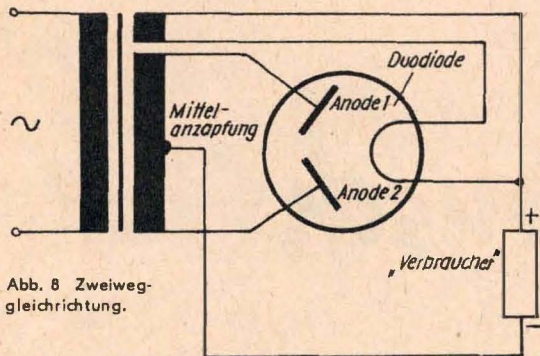 Duodiode
Anode 1
Mittel-
anzapfung
Anode 2
~
+
„Verbraucher“
–
Abb. 8 Zweiweg-
gleichrichtung.